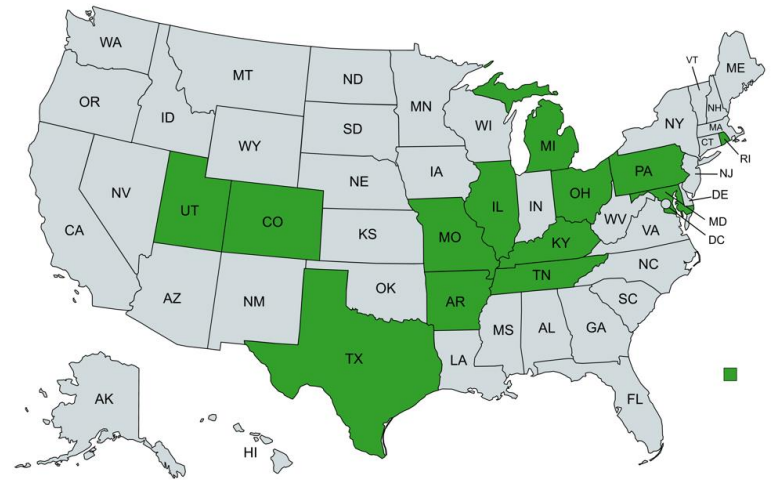 WA
MT
ND
MN
VT
ME
OR
ID
SD
WI
NY
NH
MA
CT
RI
WY
MI
IA
NE
PA
NJ
NV
UT
CO
IL
IN
OH
DE
MD
DC
CA
KS
MO
KY
WV
VA
AZ
NM
OK
AR
TN
NC
SC
MS
AL
GA
TX
LA
FL
AK
HI